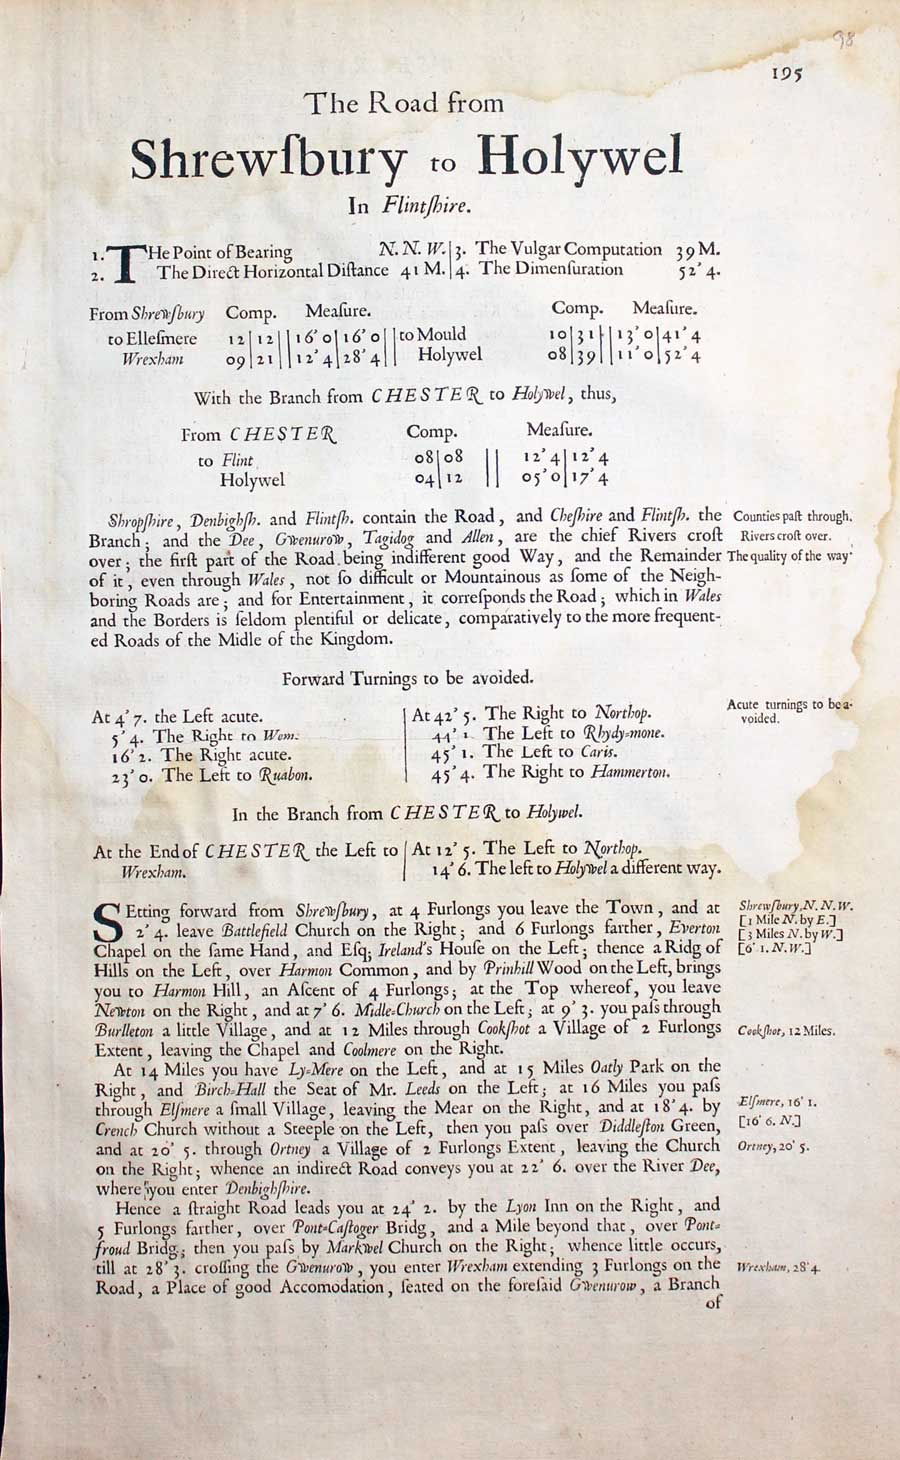 98
195
The Road from
Shrewſbury to Holywel
In Flintſhire.
1. THe Point of Bearing N. N. W. | 3. The Vulgar Computation 39 M.
2. The Direct Horizontal Diſtance 41 M. | 4. The Dimenſuration 52' 4.
From Shrewſbury Comp. Meaſure. Comp. Meaſure.
to Elleſmere 12 | 12 || 16' 0 | 16' 0 || to Mould 10 | 31 || 13' 0 | 41' 4
Wrexham 09 | 21 || 12' 4 | 28' 4 || Holywel 08 | 39 || 11' 0 | 52' 4
With the Branch from CHESTER to Holywel, thus,
From CHESTER Comp. Meaſure.
to Flint 08 | 08 || 12' 4 | 12' 4
Holywel 04 | 12 || 05' 0 | 17' 4
Shropſhire, Denbighſh. and Flintſh. contain the Road, and Cheſhire and Flintſh. the Counties paſt through.
Branch; and the Dee, Gwenurow, Tagidog and Allen, are the chief Rivers croſt Rivers croſt over.
over; the firſt part of the Road being indifferent good Way, and the Remainder The quality of the way
of it, even through Wales, not ſo difficult or Mountainous as ſome of the Neigh-
boring Roads are; and for Entertainment, it correſponds the Road; which in Wales
and the Borders is ſeldom plentiful or delicate, comparatively to the more frequent-
ed Roads of the Midle of the Kingdom.
Forward Turnings to be avoided.
Acute turnings to be a-
voided.
At 4' 7. the Left acute. | At 42' 5. The Right to Northop.
5' 4. The Right to Wem. 44' 1. The Left to Rhydy=mone.
16' 2. The Right acute. 45' 1. The Left to Caris.
23' 0. The Left to Ruabon. 45' 4. The Right to Hammerton.
In the Branch from CHESTER to Holywel.
At the End of CHESTER the Left to | At 12' 5. The Left to Northop.
Wrexham. 14' 6. The left to Holywel a different way.
SEtting forward from Shrewſbury, at 4 Furlongs you leave the Town, and at Shrewſbury, N. N. W.
2' 4. leave Battlefield Church on the Right; and 6 Furlongs farther, Everton [1 Mile N. by E.]
[3 Miles N. by W.]
Chapel on the ſame Hand, and Eſq; Ireland's Houſe on the Left; thence a Ridg of [6' 1. N. W.]
Hills on the Left, over Harmon Common, and by Prinhill Wood on the Left, brings
you to Harmon Hill, an Aſcent of 4 Furlongs; at the Top whereof, you leave
Newton on the Right, and at 7' 6. Midle=Church on the Left; at 9' 3. you paſs through
Burlleton a little Village, and at 12 Miles through Cookſhot a Village of 2 Furlongs Cookſhot, 12 Miles.
Extent, leaving the Chapel and Coolmere on the Right.
At 14 Miles you have Ly=Mere on the Left, and at 15 Miles Oatly Park on the
Right, and Birch=Hall the Seat of Mr. Leeds on the Left; at 16 Miles you paſs
through Elſmere a ſmall Village, leaving the Mear on the Right, and at 18' 4. by Elſmere, 16' 1.
Crench Church without a Steeple on the Left, then you paſs over Diddleſton Green, [16' 6. N.]
and at 20' 5. through Ortney a Village of 2 Furlongs Extent, leaving the Church Ortney, 20' 5.
on the Right; whence an indirect Road conveys you at 22' 6. over the River Dee,
where you enter Denbighſhire.
Hence a ſtraight Road leads you at 24' 2. by the Lyon Inn on the Right, and
5 Furlongs farther, over Pont=Caſtoger Bridg, and a Mile beyond that, over Pont=
froud Bridg; then you paſs by Markwel Church on the Right; whence little occurs,
till at 28' 3. croſſing the Gwenurow, you enter Wrexham extending 3 Furlongs on the Wrexham, 28' 4.
Road, a Place of good Accomodation, ſeated on the foreſaid Gwenurow, a Branch
of